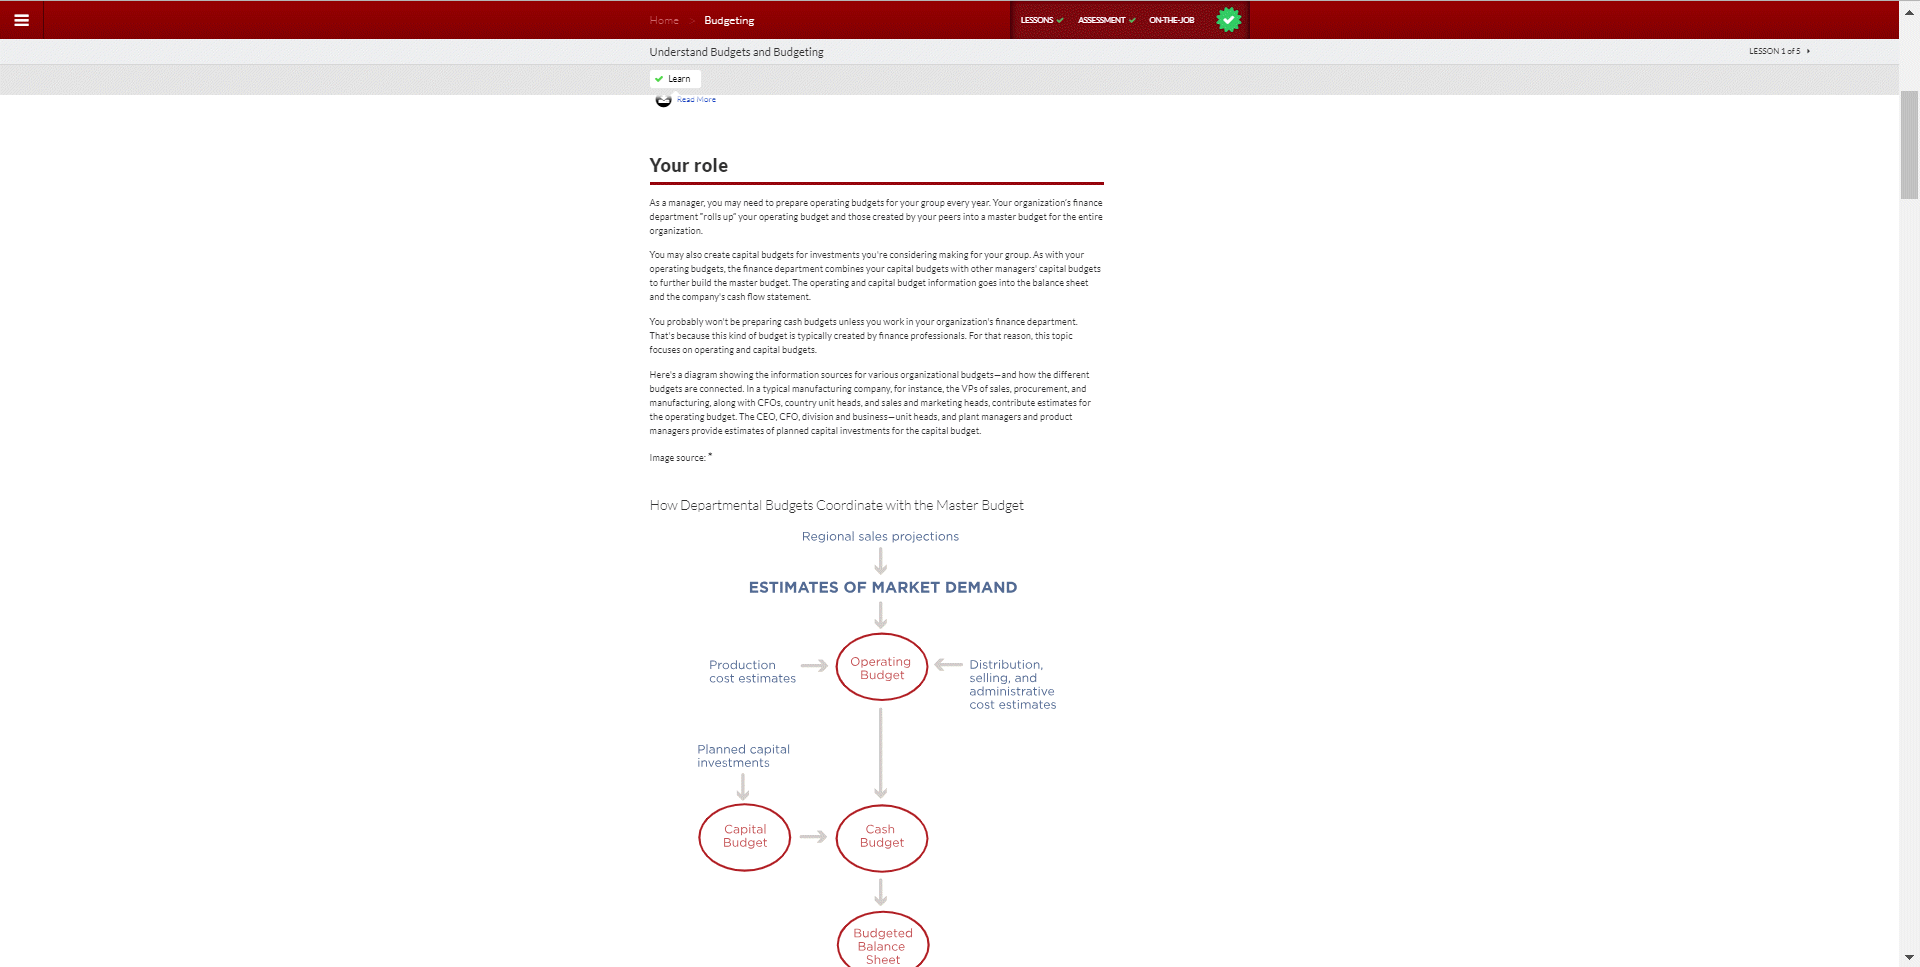 Home > Budgeting
LESSONS ASSESSMENT ON-THE-JOB
Understand Budgets and Budgeting
LESSON 1 of 5
Learn
Read More
Your role
As a manager, you may need to prepare operating budgets for your group every year. Your organization's finance
department "rolls up" your operating budget and those created by your peers into a master budget for the entire
organization.
You may also create capital budgets for investments you're considering making for your group. As with your
operating budgets, the finance department combines your capital budgets with other managers' capital budgets
to further build the master budget. The operating and capital budget information goes into the balance sheet
and the company's cash flow statement.
You probably won't be preparing cash budgets unless you work in your organization's finance department.
That's because this kind of budget is typically created by finance professionals. For that reason, this topic
focuses on operating and capital budgets.
Here's a diagram showing the information sources for various organizational budgets—and how the different
budgets are connected. In a typical manufacturing company, for instance, the VPs of sales, procurement, and
manufacturing, along with CFOs, country unit heads, and sales and marketing heads, contribute estimates for
the operating budget. The CEO, CFO, division and business—unit heads, and plant managers and product
managers provide estimates of planned capital investments for the capital budget.
Image source: *
How Departmental Budgets Coordinate with the Master Budget
Regional sales projections
ESTIMATES OF MARKET DEMAND
Production
cost estimates
Operating
Budget
Distribution,
selling, and
administrative
cost estimates
Planned capital
investments
Capital
Budget
Cash
Budget
Budgeted
Balance
Sheet